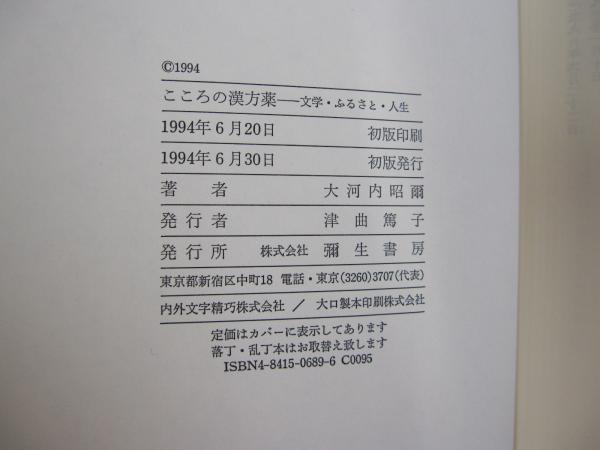 ©1994
こころの漢方薬――文学・ふるさと・人生
1994年6月20日 初版印刷
1994年6月30日 初版発行
著者 大河内昭爾
発行者 津曲篤子
発行所 株式会社 彌生書房
東京都新宿区中町18 電話・東京(3260)3707(代表)
内外文字精巧株式会社 / 大口製本印刷株式会社
定価はカバーに表示してあります
落丁・乱丁本はお取替え致します
ISBN4-8415-0689-6 C0095